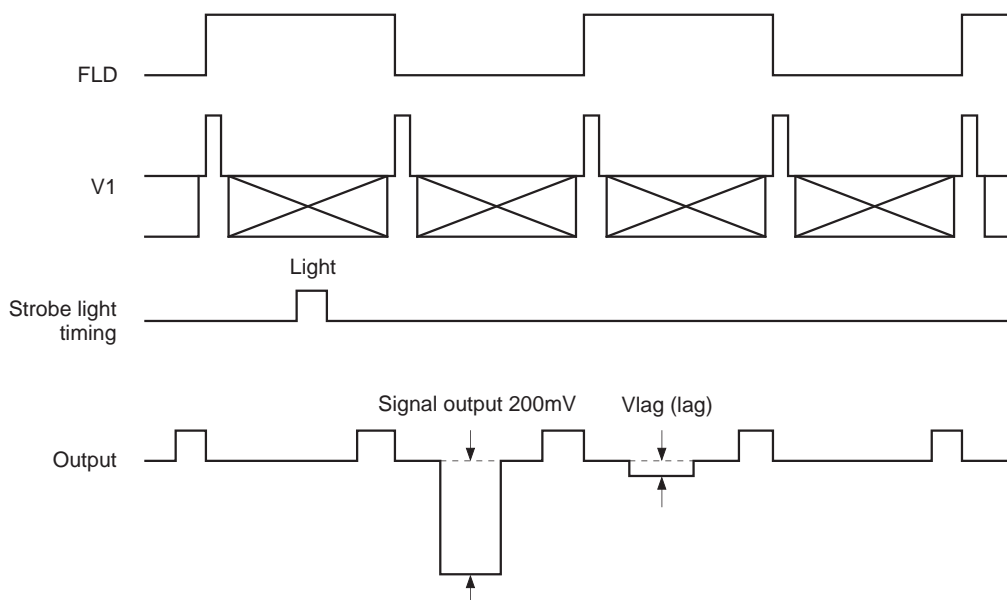 FLD
V1
Light
Strobe light
timing
Signal output 200mV
Vlag (lag)
Output